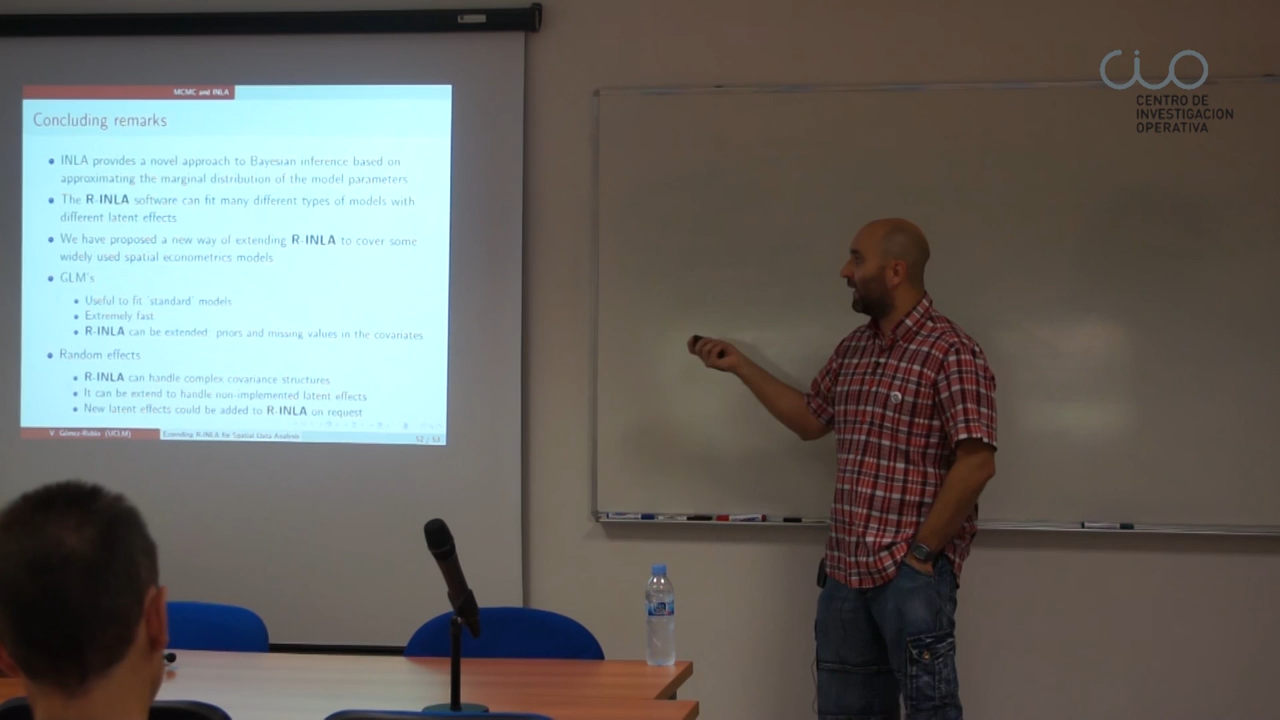 MCMC and INLA
Concluding remarks
INLA provides a novel approach to Bayesian inference based on
approximating the marginal distribution of the model parameters
The R-INLA software can fit many different types of models with
different latent effects
We have proposed a new way of extending R-INLA to cover some
widely used spatial econometrics models
GLM's
Useful to fit 'standard' models
Extremely fast
R-INLA can be extended: priors and missing values in the covariates
Random effects
R-INLA can handle complex covariance structures
It can be extend to handle non-implemented latent effects
New latent effects could be added to R-INLA on request
V. Gómez-Rubio (UCLM)
Extending R-INLA for Spatial Data Analysis
52 / 53
CIO
CENTRO DE
INVESTIGACION
OPERATIVA